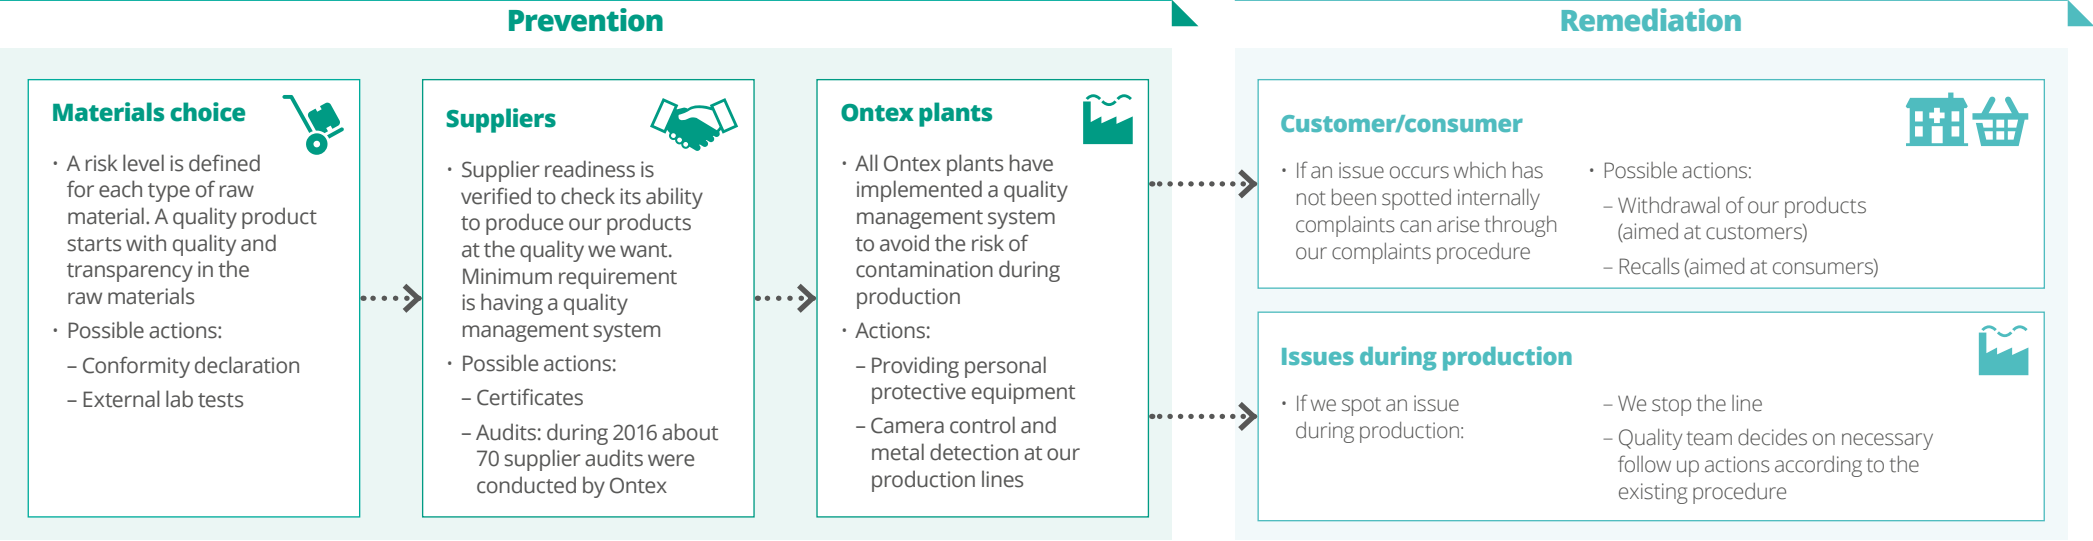 Prevention
Remediation
Materials choice
· A risk level is defined
for each type of raw
material. A quality product
starts with quality and
transparency in the
raw materials
· Possible actions:
– Conformity declaration
– External lab tests
Suppliers
· Supplier readiness is
verified to check its ability
to produce our products
at the quality we want.
Minimum requirement
is having a quality
management system
· Possible actions:
– Certificates
– Audits: during 2016 about
70 supplier audits were
conducted by Ontex
Ontex plants
· All Ontex plants have
implemented a quality
management system
to avoid the risk of
contamination during
production
· Actions:
– Providing personal
protective equipment
– Camera control and
metal detection at our
production lines
Customer/consumer
· If an issue occurs which has
not been spotted internally
complaints can arise through
our complaints procedure
· Possible actions:
– Withdrawal of our products
(aimed at customers)
– Recalls (aimed at consumers)
Issues during production
· If we spot an issue
during production:
– We stop the line
– Quality team decides on necessary
follow up actions according to the
existing procedure